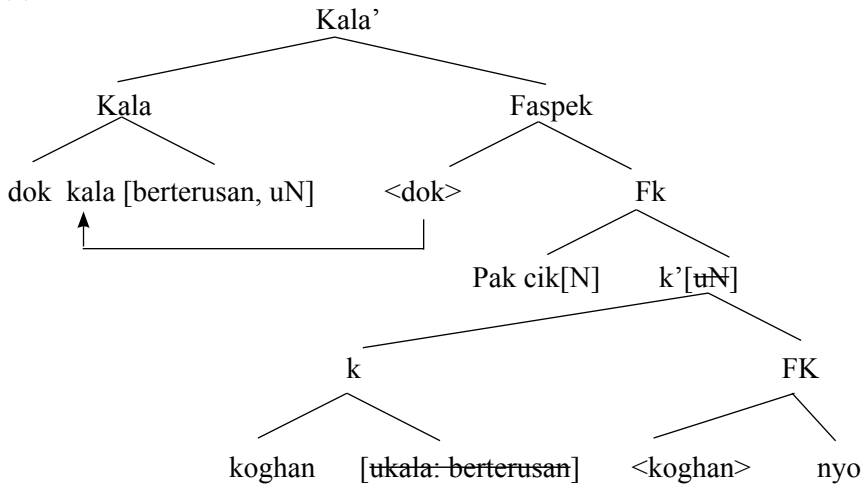 Kala’
Kala Faspek
dok kala [berterusan, uN] <dok> Fk
Pak cik[N] k’[uN]
k FK
koghan [ukala: berterusan] <koghan> nyo